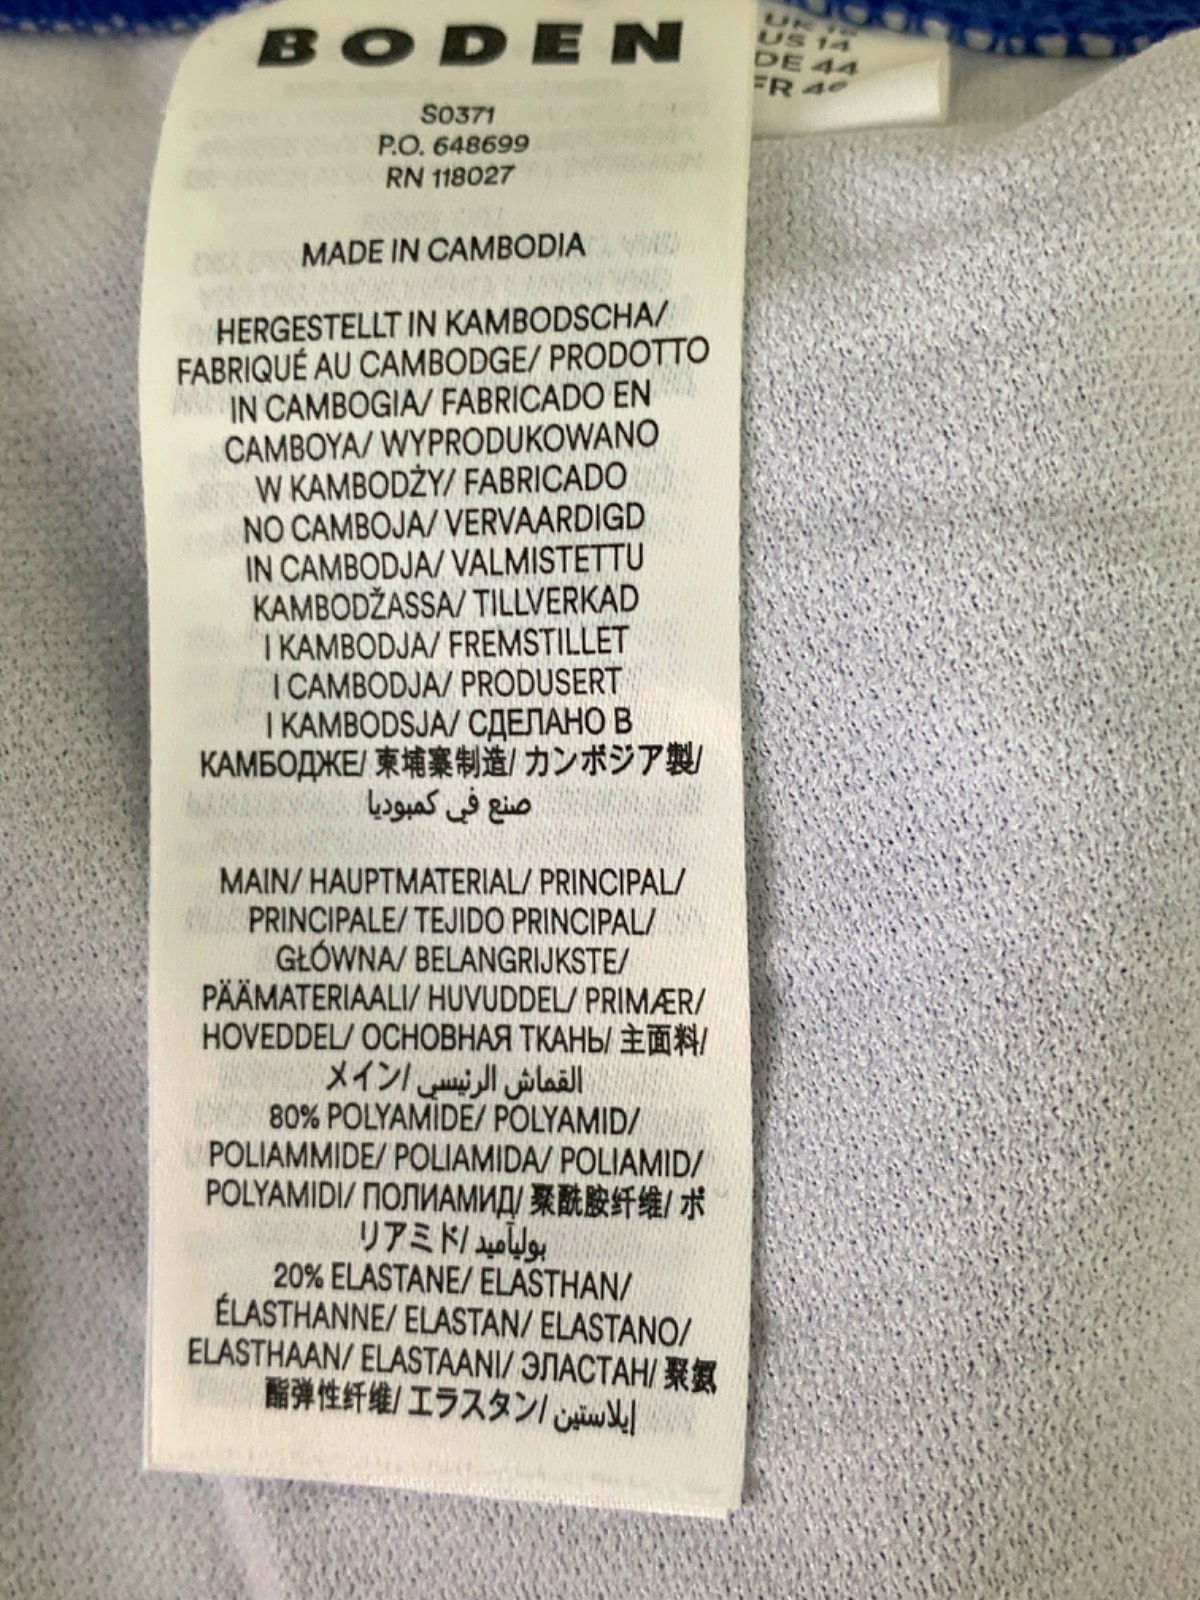 BODEN
S0371
P.O. 648699
RN 118027
MADE IN CAMBODIA
HERGESTELLT IN KAMBODSCHA/
FABRIQUÉ AU CAMBODGE/ PRODOTTO
IN CAMBOGIA/ FABRICADO EN
CAMBOYA/ WYPRODUKOWANO
W KAMBODŻY/ FABRICADO
NO CAMBOJA/ VERVAARDIGD
IN CAMBODJA/ VALMISTETTU
KAMBODŽASSA/ TILLVERKAD
I KAMBODJA/ FREMSTILLET
I CAMBODJA/ PRODUSERT
I KAMBODSJA/ СДЕЛАНО В
КАМБОДЖЕ/ 柬埔寨制造/ カンボジア製/
صنع في كمبوديا
MAIN/ HAUPTMATERIAL/ PRINCIPAL/
PRINCIPALE/ TEJIDO PRINCIPAL/
GŁÓWNA/ BELANGRIJKSTE/
PÄÄMATERIAALI/ HUVUDDEL/ PRIMÆR/
HOVEDDEL/ ОСНОВНАЯ ТКАНЬ/ 主面料/
メイン/ القماش الرئيسي
80% POLYAMIDE/ POLYAMID/
POLIAMMIDE/ POLIAMIDA/ POLIAMID/
POLYAMIDI/ ПОЛИАМИД/ 聚酰胺纤维/ ポ
リアミド/ بولياميد
20% ELASTANE/ ELASTHAN/
ÉLASTHANNE/ ELASTAN/ ELASTANO/
ELASTHAAN/ ELASTAANI/ ЭЛАСТАН/ 聚氨
酯弹性纤维/ エラスタン/ إيلاستين
UK
US 14
DE 44
FR